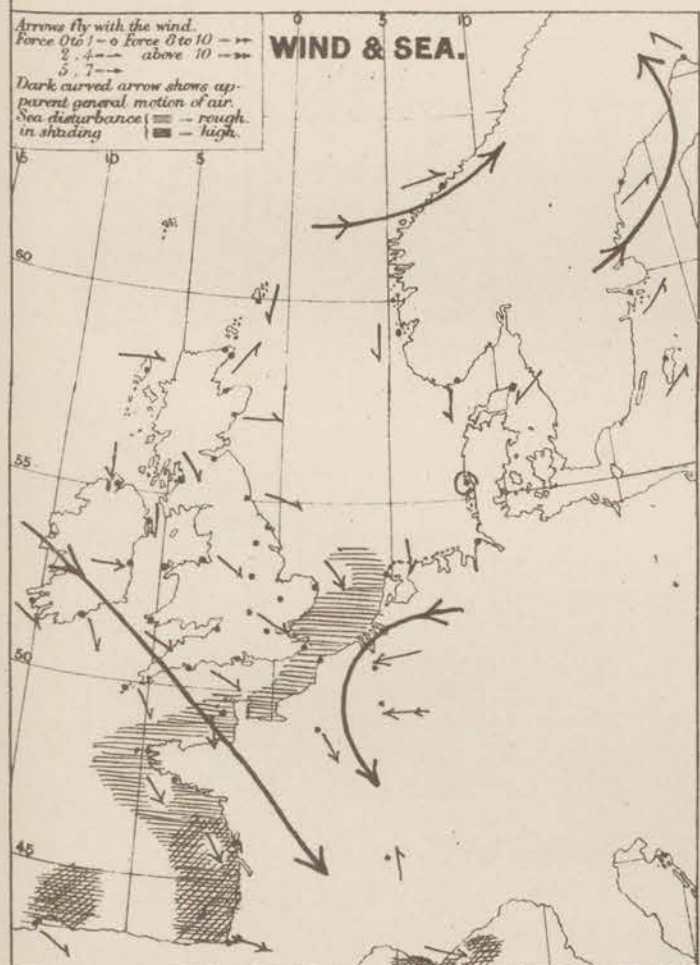 Arrows fly with the wind.
Force 0 to 1 Force 8 to 10
2 . 4 above 10
5 . 7
WIND & SEA.
Dark curved arrow shows ap-
parent general motion of air.
Sea disturbance rough.
in shading high.
15 10 5 0 5 10
60
55
50
45